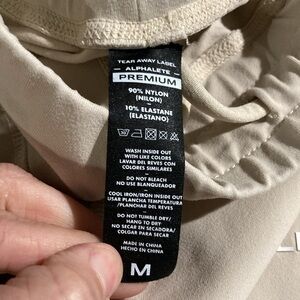 TEAR AWAY LABEL
ALPHALETE
PREMIUM
90% NYLON
(NILON)
10% ELASTANE
(ELASTANO)
WASH INSIDE OUT
WITH LIKE COLORS
LAVAR DEL REVES CON
COLORES SIMILARES
DO NOT BLEACH
NO USE BLANQUEADOR
COOL IRON/IRON INSIDE OUT
USAR PLANCHA TEMPERATURA
/PLANCHAR DEL REVES
DO NOT TUMBLE DRY/
HANG TO DRY
NO SECAR EN SECADORA/
COLGAR PARA SECAR
MADE IN CHINA
HECHO EN CHINA
M